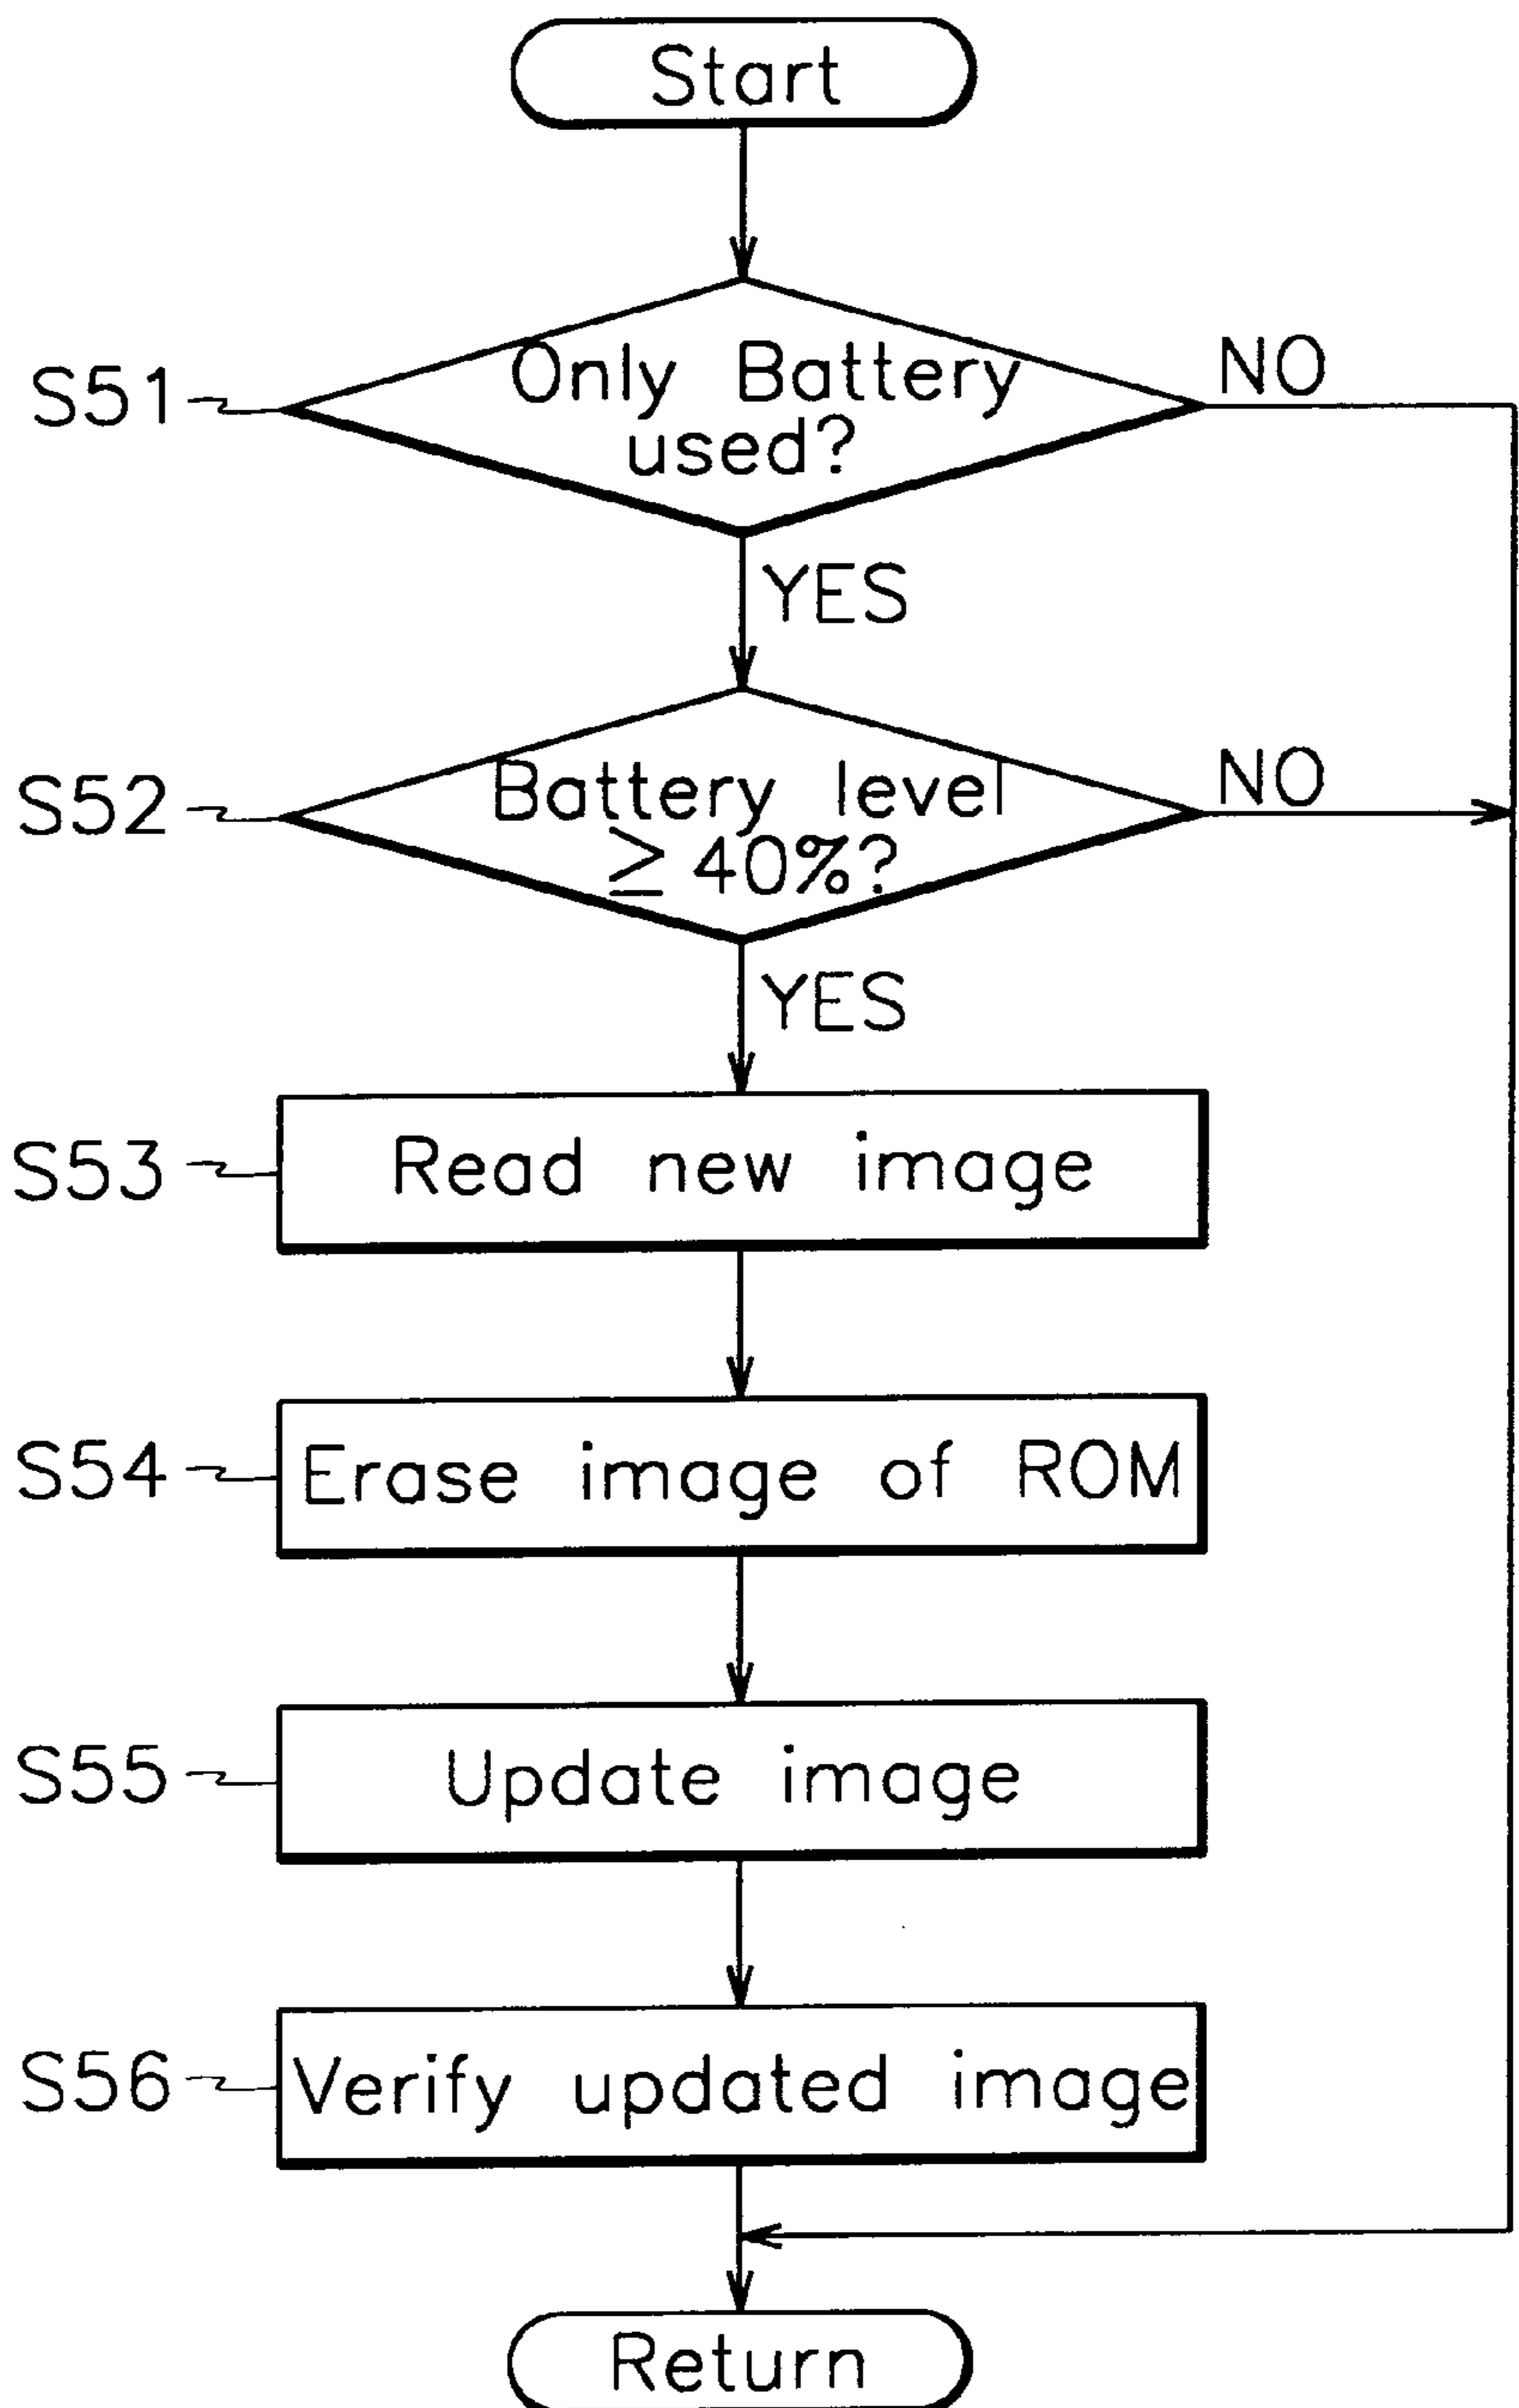 Start
S51
Only Battery
used?
NO
YES
S52
Battery level
≧ 40%?
NO
YES
S53
Read new image
S54
Erase image of ROM
S55
Update image
S56
Verify updated image
Return